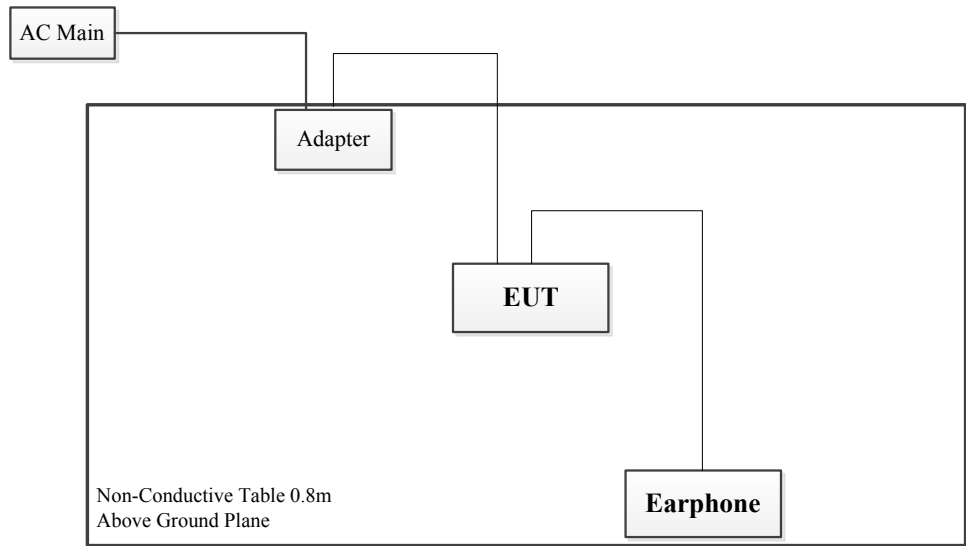 AC Main
Adapter
EUT
Earphone
Non-Conductive Table 0.8m
Above Ground Plane